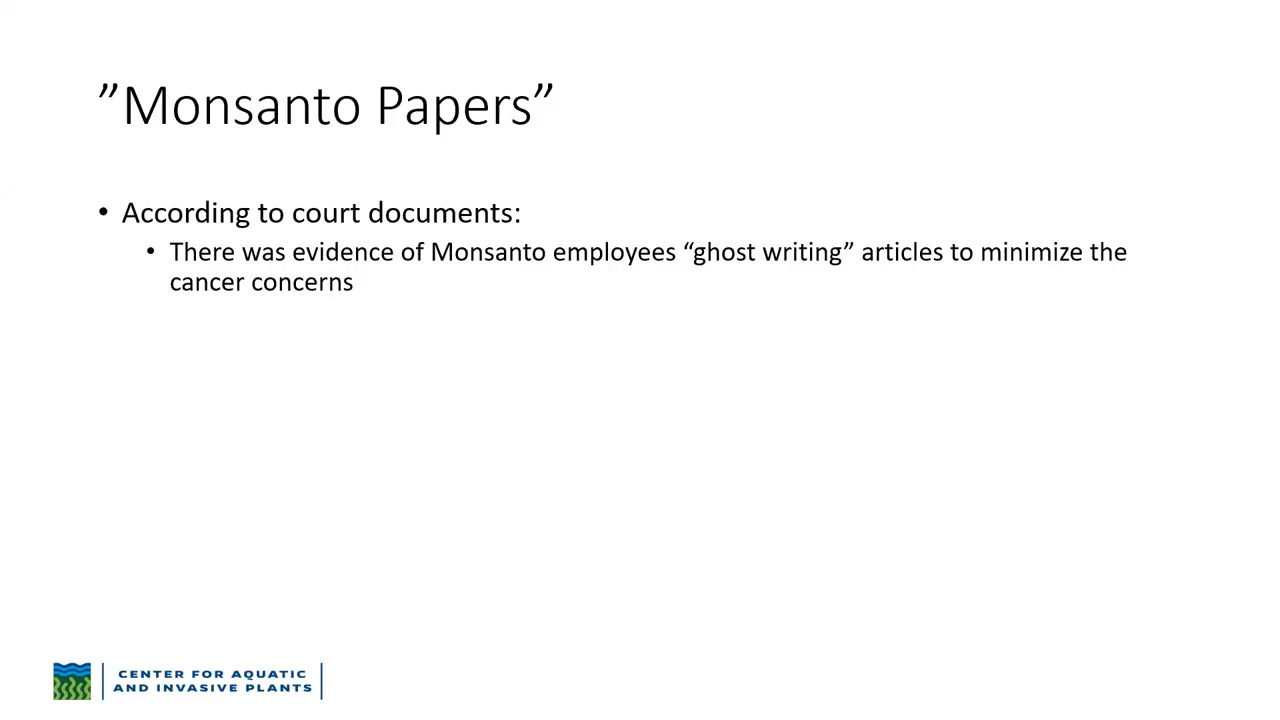 ”Monsanto Papers”
• According to court documents:
• There was evidence of Monsanto employees “ghost writing” articles to minimize the
cancer concerns
CENTER FOR AQUATIC
AND INVASIVE PLANTS